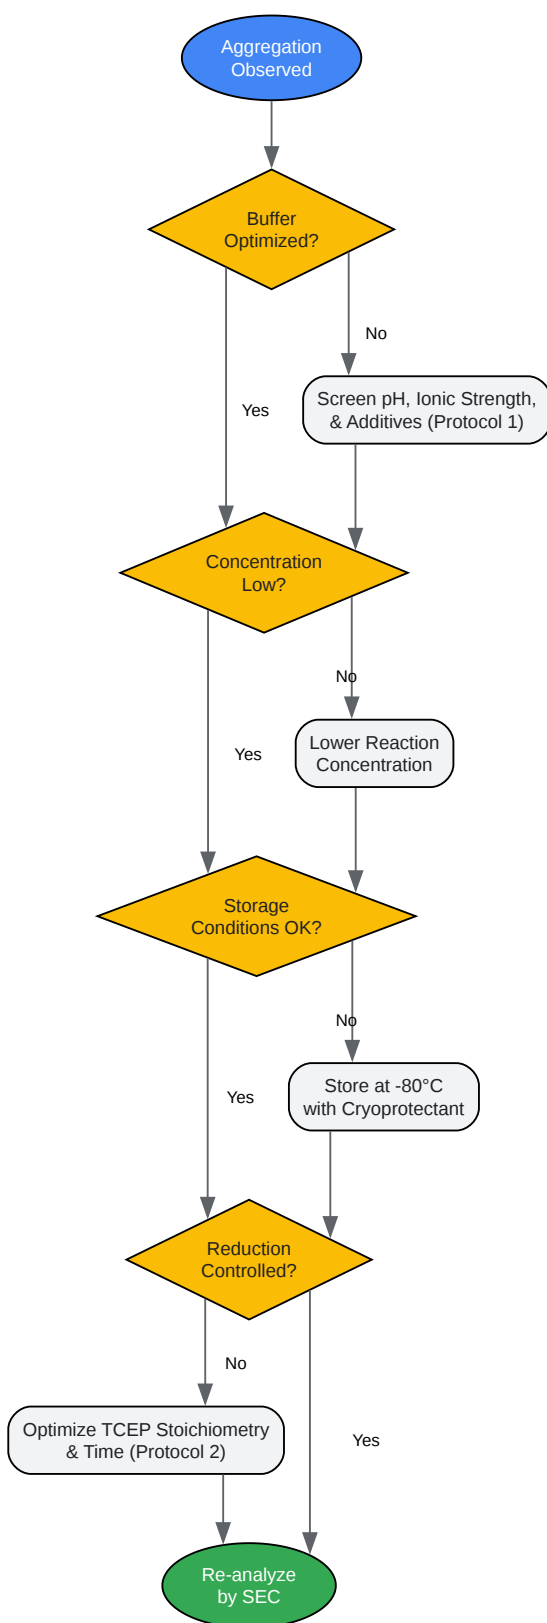 Aggregation
Observed
Buffer
Optimized?
No
Screen pH, Ionic Strength,
& Additives (Protocol 1)
Yes
Concentration
Low?
No
Lower Reaction
Concentration
Yes
Storage
Conditions OK?
No
Store at -80°C
with Cryoprotectant
Yes
Reduction
Controlled?
No
Optimize TCEP Stoichiometry
& Time (Protocol 2)
Yes
Re-analyze
by SEC